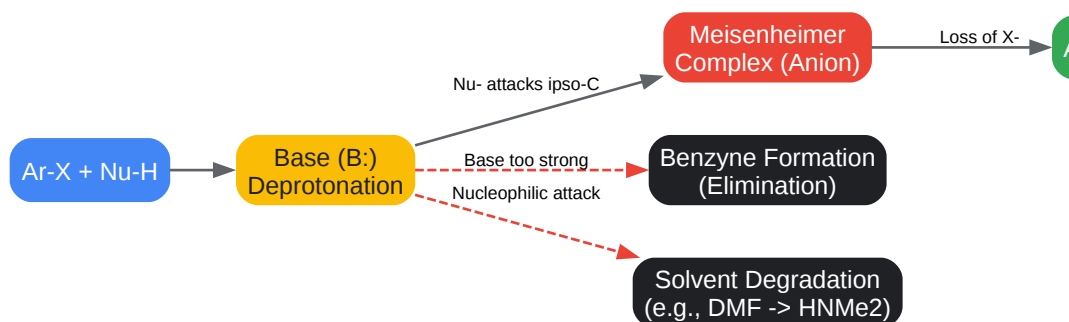 Meisenheimer
Complex (Anion)
Loss of X-
A
Nu- attacks ipso-C
Ar-X + Nu-H
Base (B:)
Deprotonation
Base too strong
Benzyne Formation
(Elimination)
Nucleophilic attack
Solvent Degradation
(e.g., DMF -> HNMe2)